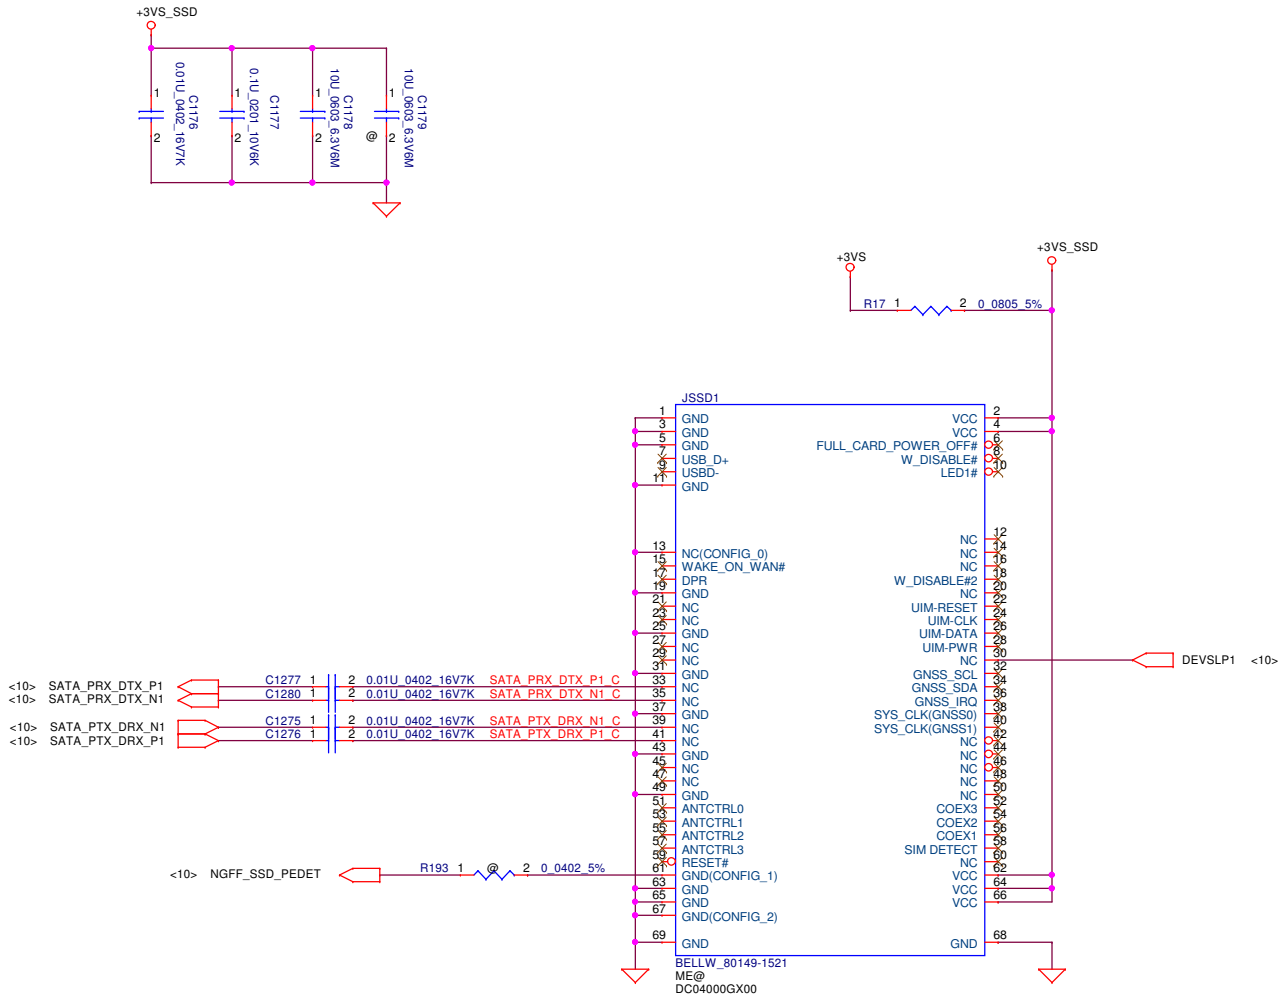 +3VS_SSD
1
2
C1176
0.01U_0402_16V7K
1
2
C1177
0.1U_0201_10V6K
1
2
C1178
10U_0603_6.3V6M
1
2
@
C1179
10U_0603_6.3V6M
+3VS
+3VS_SSD
R17 1 2 0_0805_5%
JSSD1
1 GND VCC 2
3 GND VCC 4
5 GND FULL_CARD_POWER_OFF# 6
7 USB_D+ W_DISABLE# 8
9 USBD- LED1# 10
11 GND
NC 12
13 NC(CONFIG_0) NC 14
15 WAKE_ON_WAN# NC 16
17 DPR W_DISABLE#2 18
19 GND NC 20
21 NC UIM-RESET 22
23 NC UIM-CLK 24
25 GND UIM-DATA 26
27 NC UIM-PWR 28
29 NC NC 30 DEVSLP1 <10>
31 GND GNSS_SCL 32
<10> SATA_PRX_DTX_P1 C1277 1 2 0.01U_0402_16V7K SATA_PRX_DTX_P1_C 33 NC GNSS_SDA 34
<10> SATA_PRX_DTX_N1 C1280 1 2 0.01U_0402_16V7K SATA_PRX_DTX_N1_C 35 NC GNSS_IRQ 36
37 GND SYS_CLK(GNSS0) 38
<10> SATA_PTX_DRX_N1 C1275 1 2 0.01U_0402_16V7K SATA_PTX_DRX_N1_C 39 NC SYS_CLK(GNSS1) 40
<10> SATA_PTX_DRX_P1 C1276 1 2 0.01U_0402_16V7K SATA_PTX_DRX_P1_C 41 NC NC 42
43 GND NC 44
45 NC NC 46
47 NC NC 48
49 GND NC 50
51 ANTCTRL0 COEX3 52
53 ANTCTRL1 COEX2 54
55 ANTCTRL2 COEX1 56
57 ANTCTRL3 SIM DETECT 58
59 RESET# NC 60
<10> NGFF_SSD_PEDET R193 1 @ 2 0_0402_5% 61 GND(CONFIG_1) VCC 62
63 GND VCC 64
65 GND VCC 66
67 GND(CONFIG_2)
69 GND GND 68
BELLW_80149-1521
ME@
DC04000GX00